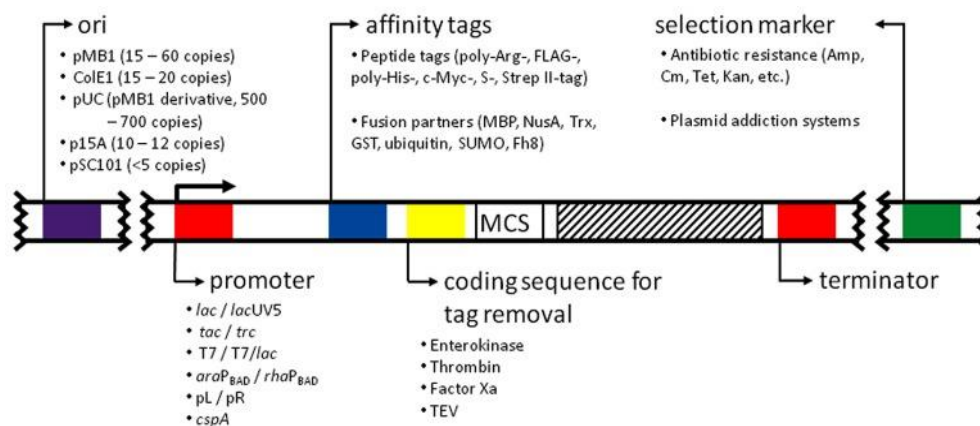 ori
• pMB1 (15 – 60 copies)
• ColE1 (15 – 20 copies)
• pUC (pMB1 derivative, 500
– 700 copies)
• p15A (10 – 12 copies)
• pSC101 (<5 copies)
affinity tags
• Peptide tags (poly-Arg-, FLAG-,
poly-His-, c-Myc-, S-, Strep II-tag)
• Fusion partners (MBP, NusA, Trx,
GST, ubiquitin, SUMO, Fh8)
selection marker
• Antibiotic resistance (Amp,
Cm, Tet, Kan, etc.)
• Plasmid addiction systems
MCS
promoter
• lac / lacUV5
• tac / trc
• T7 / T7/lac
• araPBAD / rhaPBAD
• pL / pR
• cspA
coding sequence for
tag removal
• Enterokinase
• Thrombin
• Factor Xa
• TEV
terminator